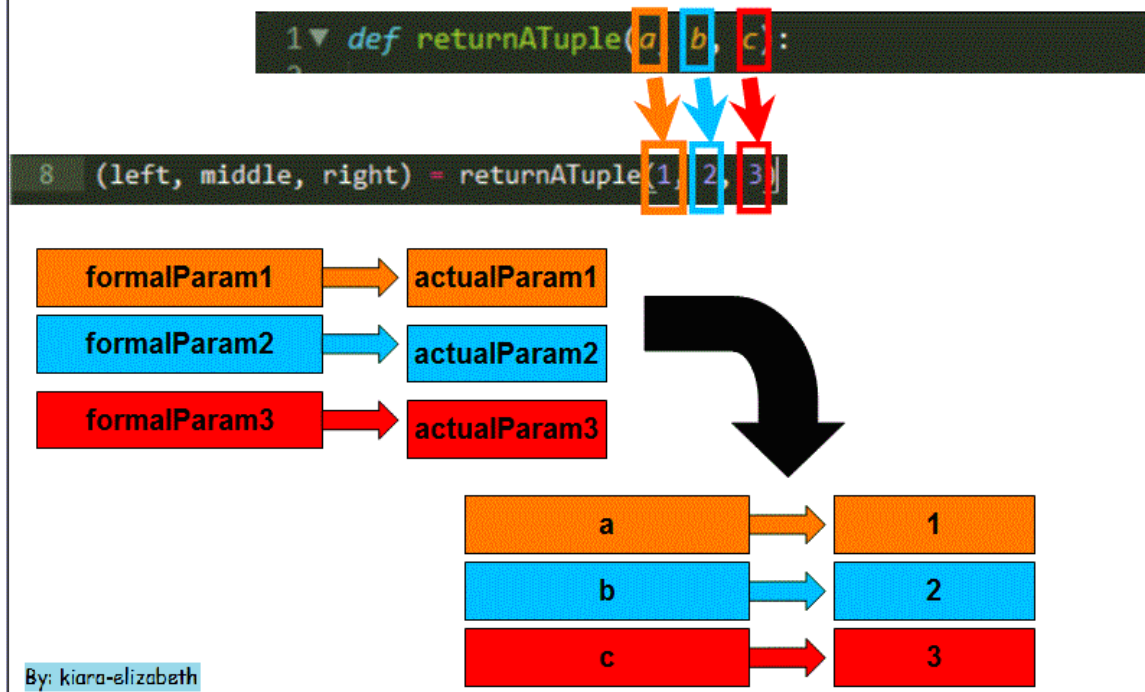 1▼ def returnATuple(a, b, c):
8 (left, middle, right) = returnATuple(1, 2, 3)
formalParam1 actualParam1
formalParam2 actualParam2
formalParam3 actualParam3
a 1
b 2
c 3
By: kiara-elizabeth